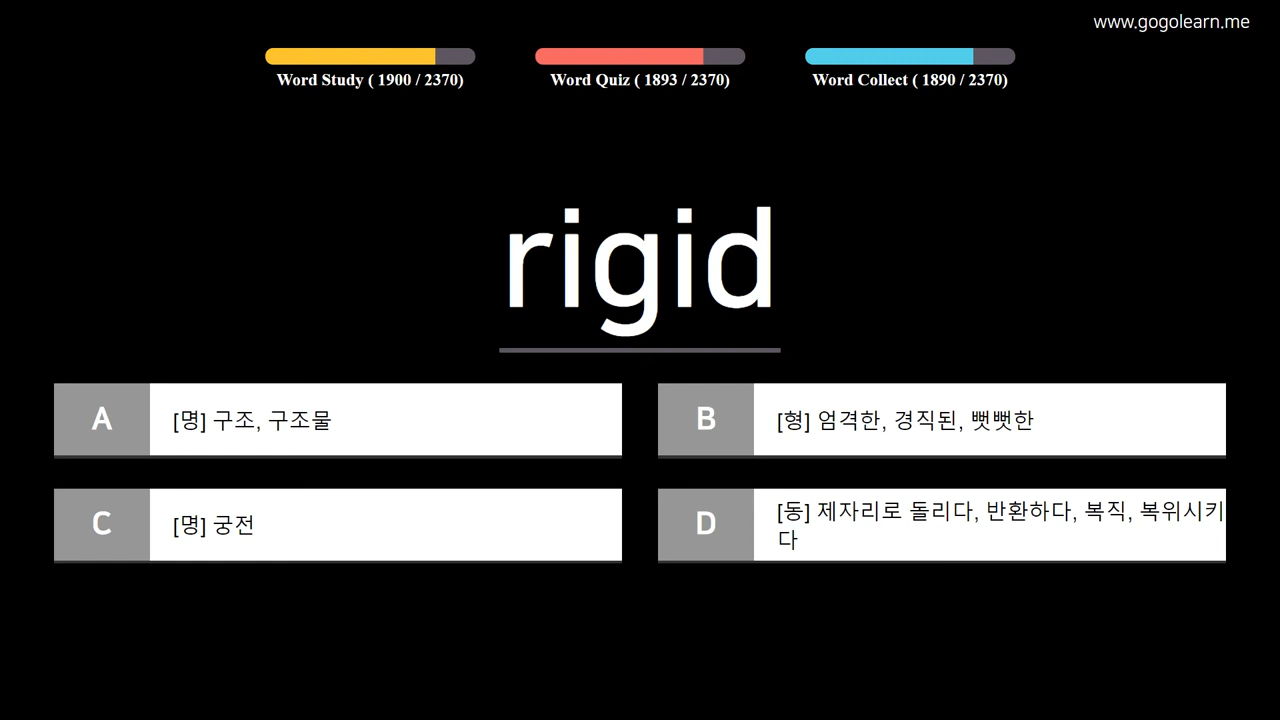 www.gogolearn.me
Word Study ( 1900 / 2370)
Word Quiz ( 1893 / 2370)
Word Collect ( 1890 / 2370)
rigid
A
[명] 구조, 구조물
B
[형] 엄격한, 경직된, 뻣뻣한
C
[명] 궁전
D
[동] 제자리로 돌리다, 반환하다, 복직, 복위시키
다